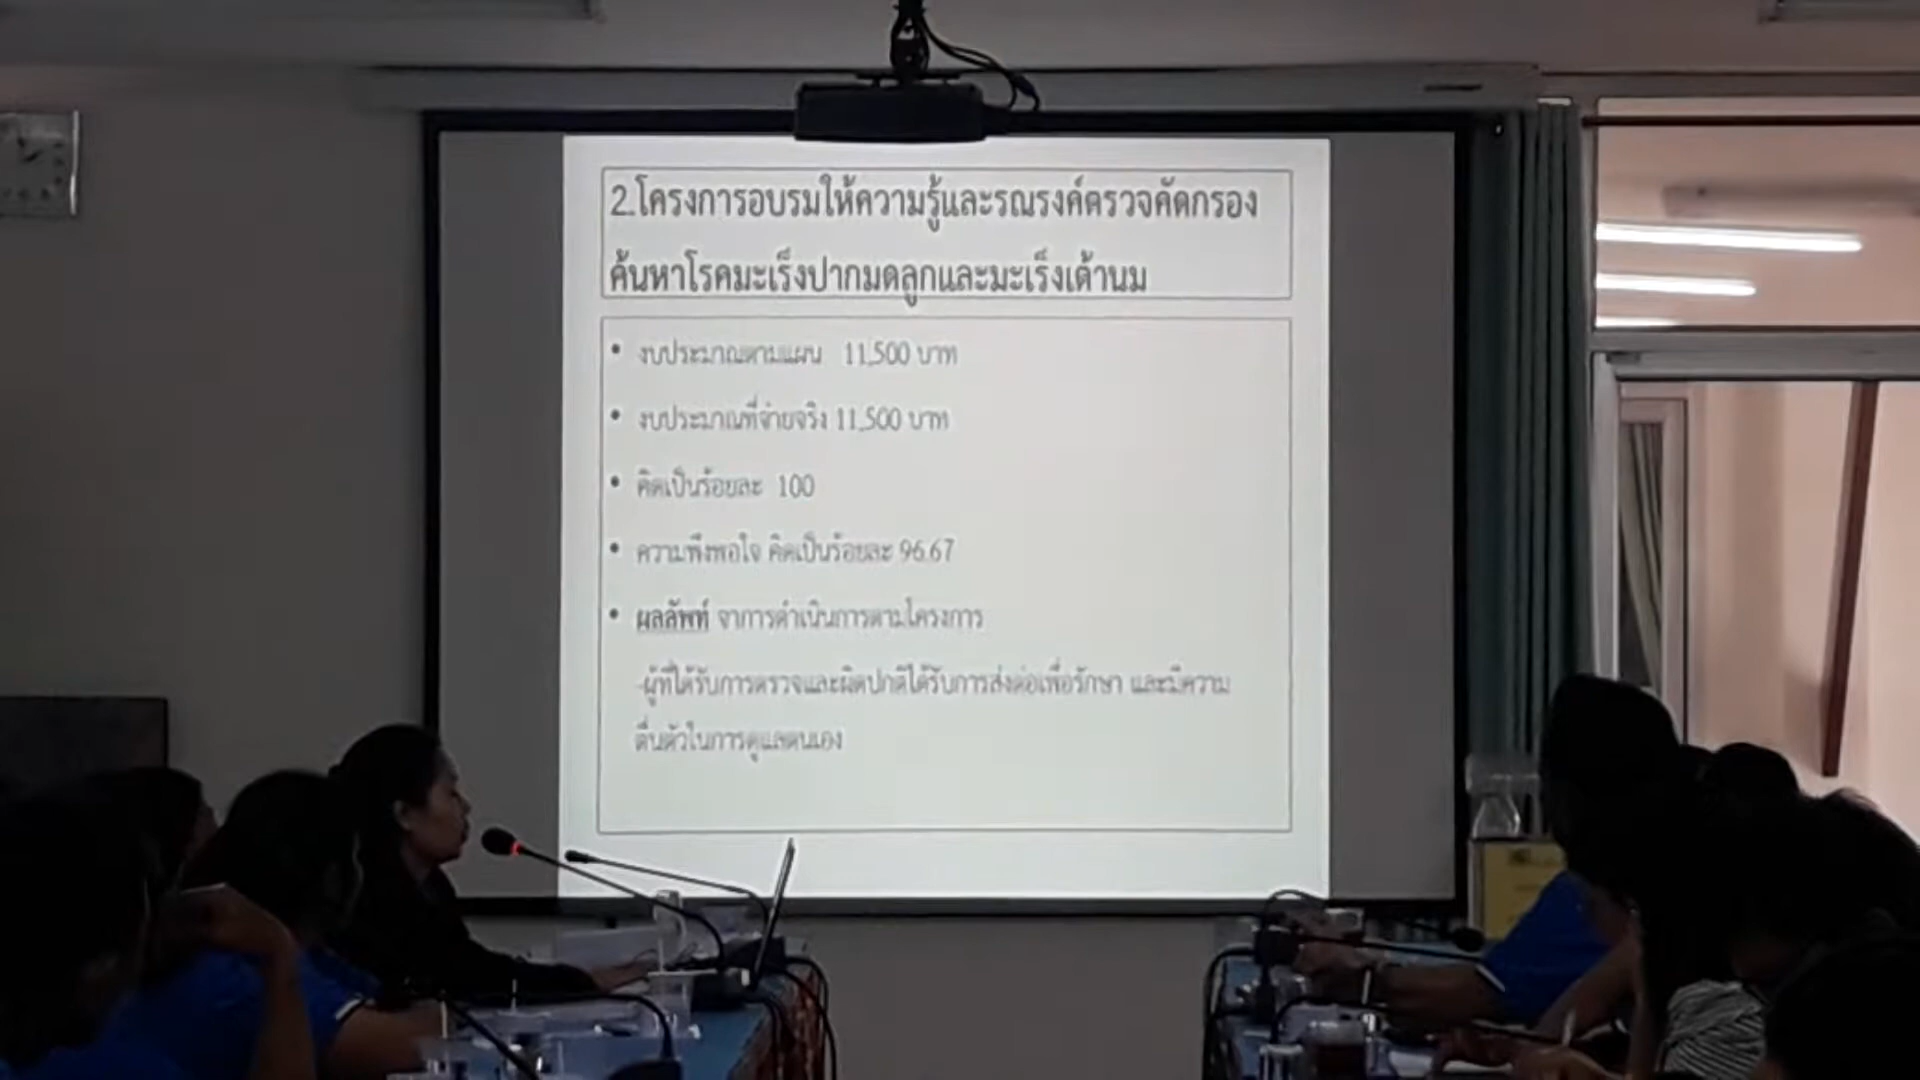 2.โครงการอบรมให้ความรู้และรณรงค์ตรวจคัดกรอง
ค้นหาโรคมะเร็งปากมดลูกและมะเร็งเต้านม
• งบประมาณตามแผน 11,500 บาท
• งบประมาณที่จ่ายจริง 11,500 บาท
• คิดเป็นร้อยละ 100
• ความพึงพอใจ คิดเป็นร้อยละ 96.67
• ผลลัพท์ จาการดำเนินการตามโครงการ
-ผู้ที่ได้รับการตรวจและผิดปกติได้รับการส่งต่อเพื่อรักษา และมีความ
ตื่นตัวในการดูแลตนเอง